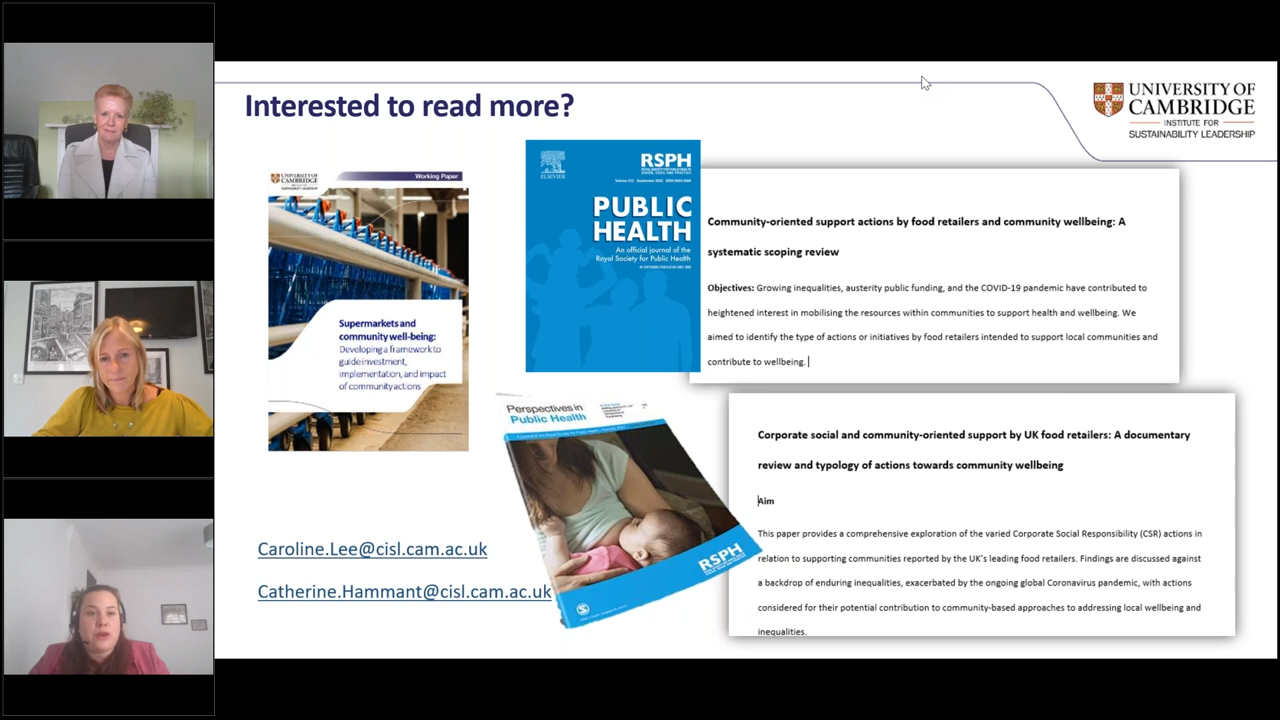 Interested to read more?
UNIVERSITY OF
CAMBRIDGE
INSTITUTE FOR
SUSTAINABILITY LEADERSHIP
UNIVERSITY OF
CAMBRIDGE
Working Paper
Supermarkets and
community well-being:
Developing a framework to
guide investment,
implementation, and impact
of community actions
ELSEVIER
RSPH
PUBLIC
HEALTH
An official journal of the
Royal Society for Public Health
Community-oriented support actions by food retailers and community wellbeing: A
systematic scoping review
Objectives: Growing inequalities, austerity public funding, and the COVID-19 pandemic have contributed to
heightened interest in mobilising the resources within communities to support health and wellbeing. We
aimed to identify the type of actions or initiatives by food retailers intended to support local communities and
contribute to wellbeing.
Perspectives in
Public Health
RSPH
Corporate social and community-oriented support by UK food retailers: A documentary
review and typology of actions towards community wellbeing
Aim
This paper provides a comprehensive exploration of the varied Corporate Social Responsibility (CSR) actions in
relation to supporting communities reported by the UK's leading food retailers. Findings are discussed against
a backdrop of enduring inequalities, exacerbated by the ongoing global Coronavirus pandemic, with actions
considered for their potential contribution to community-based approaches to addressing local wellbeing and
inequalities.
Caroline.Lee@cisl.cam.ac.uk
Catherine.Hammant@cisl.cam.ac.uk